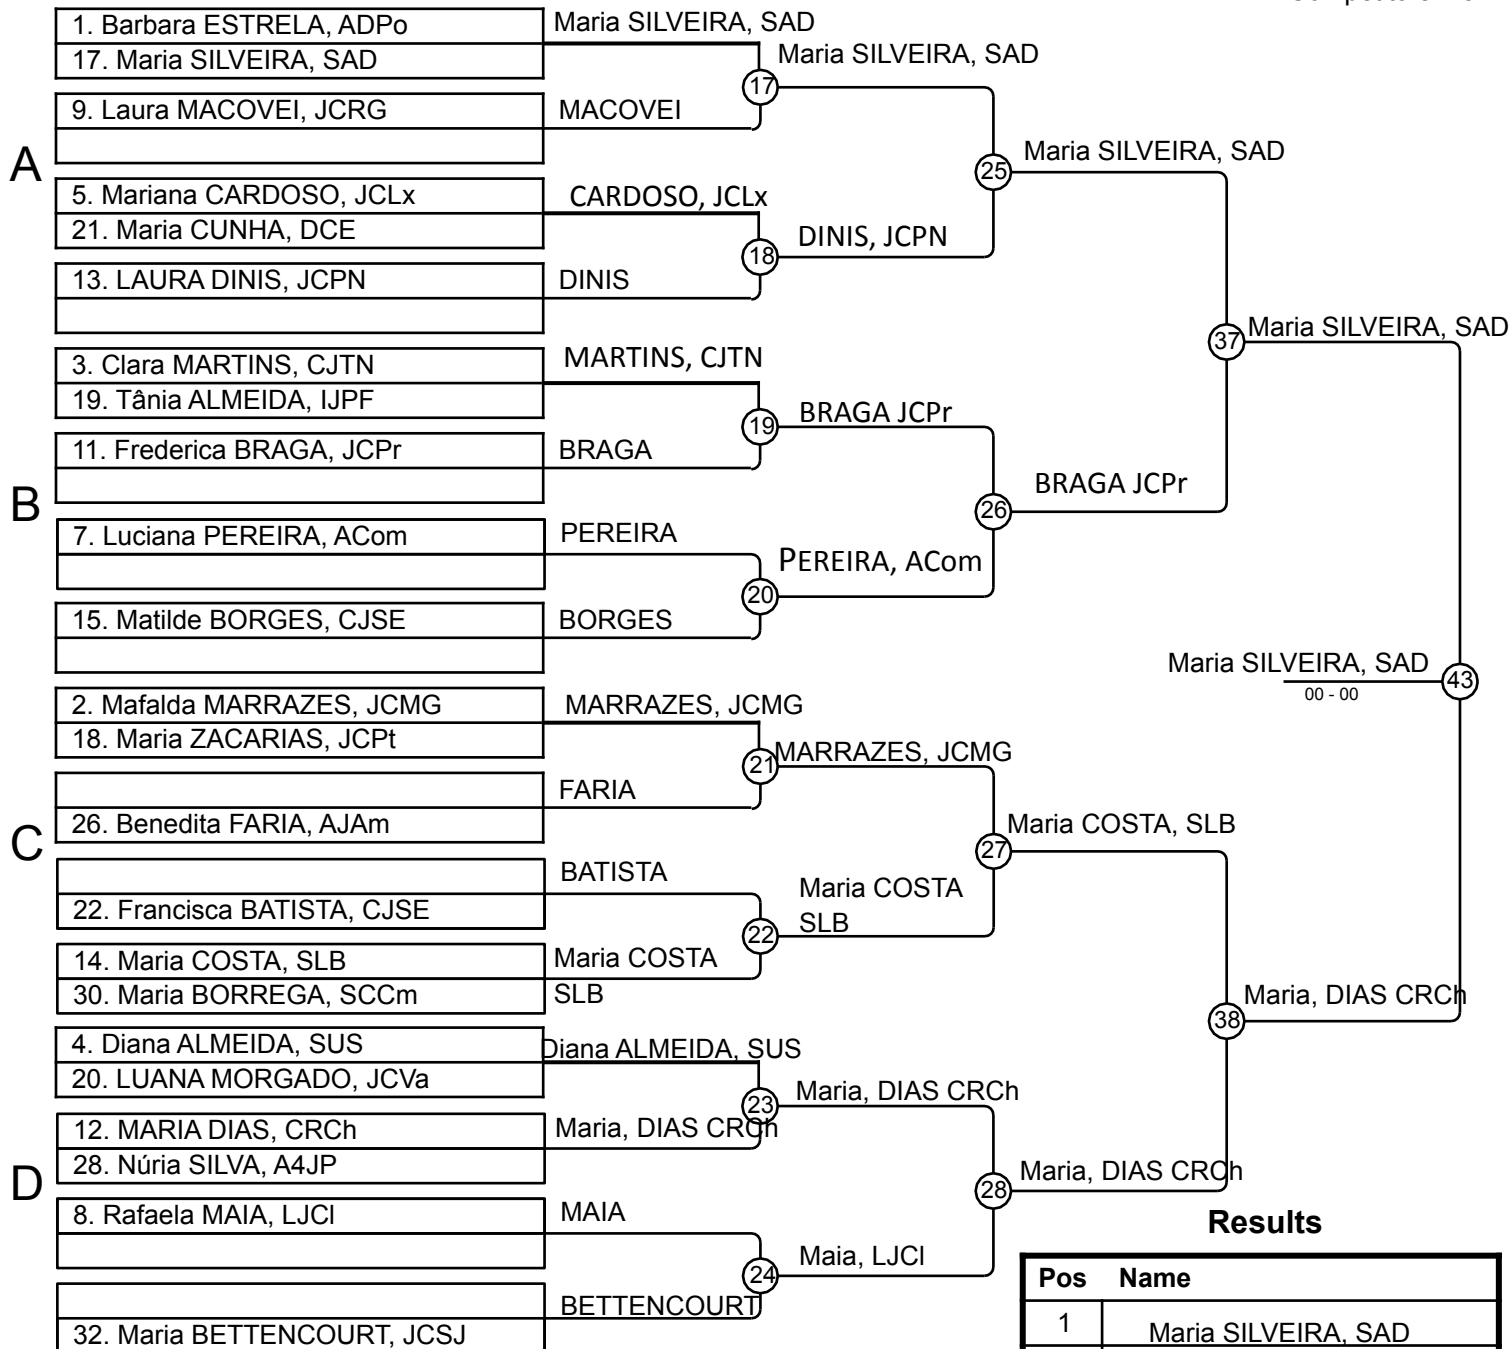 1. Barbara ESTRELA, ADPo
17. Maria SILVEIRA, SAD
9. Laura MACOVEI, JCRG
A
5. Mariana CARDOSO, JCLx
21. Maria CUNHA, DCE
13. LAURA DINIS, JCPN
3. Clara MARTINS, CJTN
19. Tânia ALMEIDA, IJPF
11. Frederica BRAGA, JCPr
B
7. Luciana PEREIRA, ACom
15. Matilde BORGES, CJSE
2. Mafalda MARRAZES, JCMG
18. Maria ZACARIAS, JCPt
26. Benedita FARIA, AJAm
C
22. Francisca BATISTA, CJSE
14. Maria COSTA, SLB
30. Maria BORREGA, SCCm
4. Diana ALMEIDA, SUS
20. LUANA MORGADO, JCVa
12. MARIA DIAS, CRCh
28. Núria SILVA, A4JP
D
8. Rafaela MAIA, LJCl
32. Maria BETTENCOURT, JCSJ
Maria SILVEIRA, SAD
MACOVEI
CARDOSO, JCLx
DINIS
MARTINS, CJTN
BRAGA
PEREIRA
BORGES
MARRAZES, JCMG
FARIA
BATISTA
Maria COSTA
SLB
Diana ALMEIDA, SUS
Maria, DIAS CRCh
MAIA
BETTENCOURT
17
18
19
20
21
22
23
24
Maria SILVEIRA, SAD
DINIS, JCPN
BRAGA JCPr
PEREIRA, ACom
MARRAZES, JCMG
Maria COSTA
SLB
Maria, DIAS CRCh
Maia, LJCl
25
26
27
28
Maria SILVEIRA, SAD
BRAGA JCPr
Maria COSTA, SLB
Maria, DIAS CRCh
37
38
Maria SILVEIRA, SAD
Maria, DIAS CRCh
Maria SILVEIRA, SAD
00 - 00
43
Results
Pos Name
1 Maria SILVEIRA, SAD